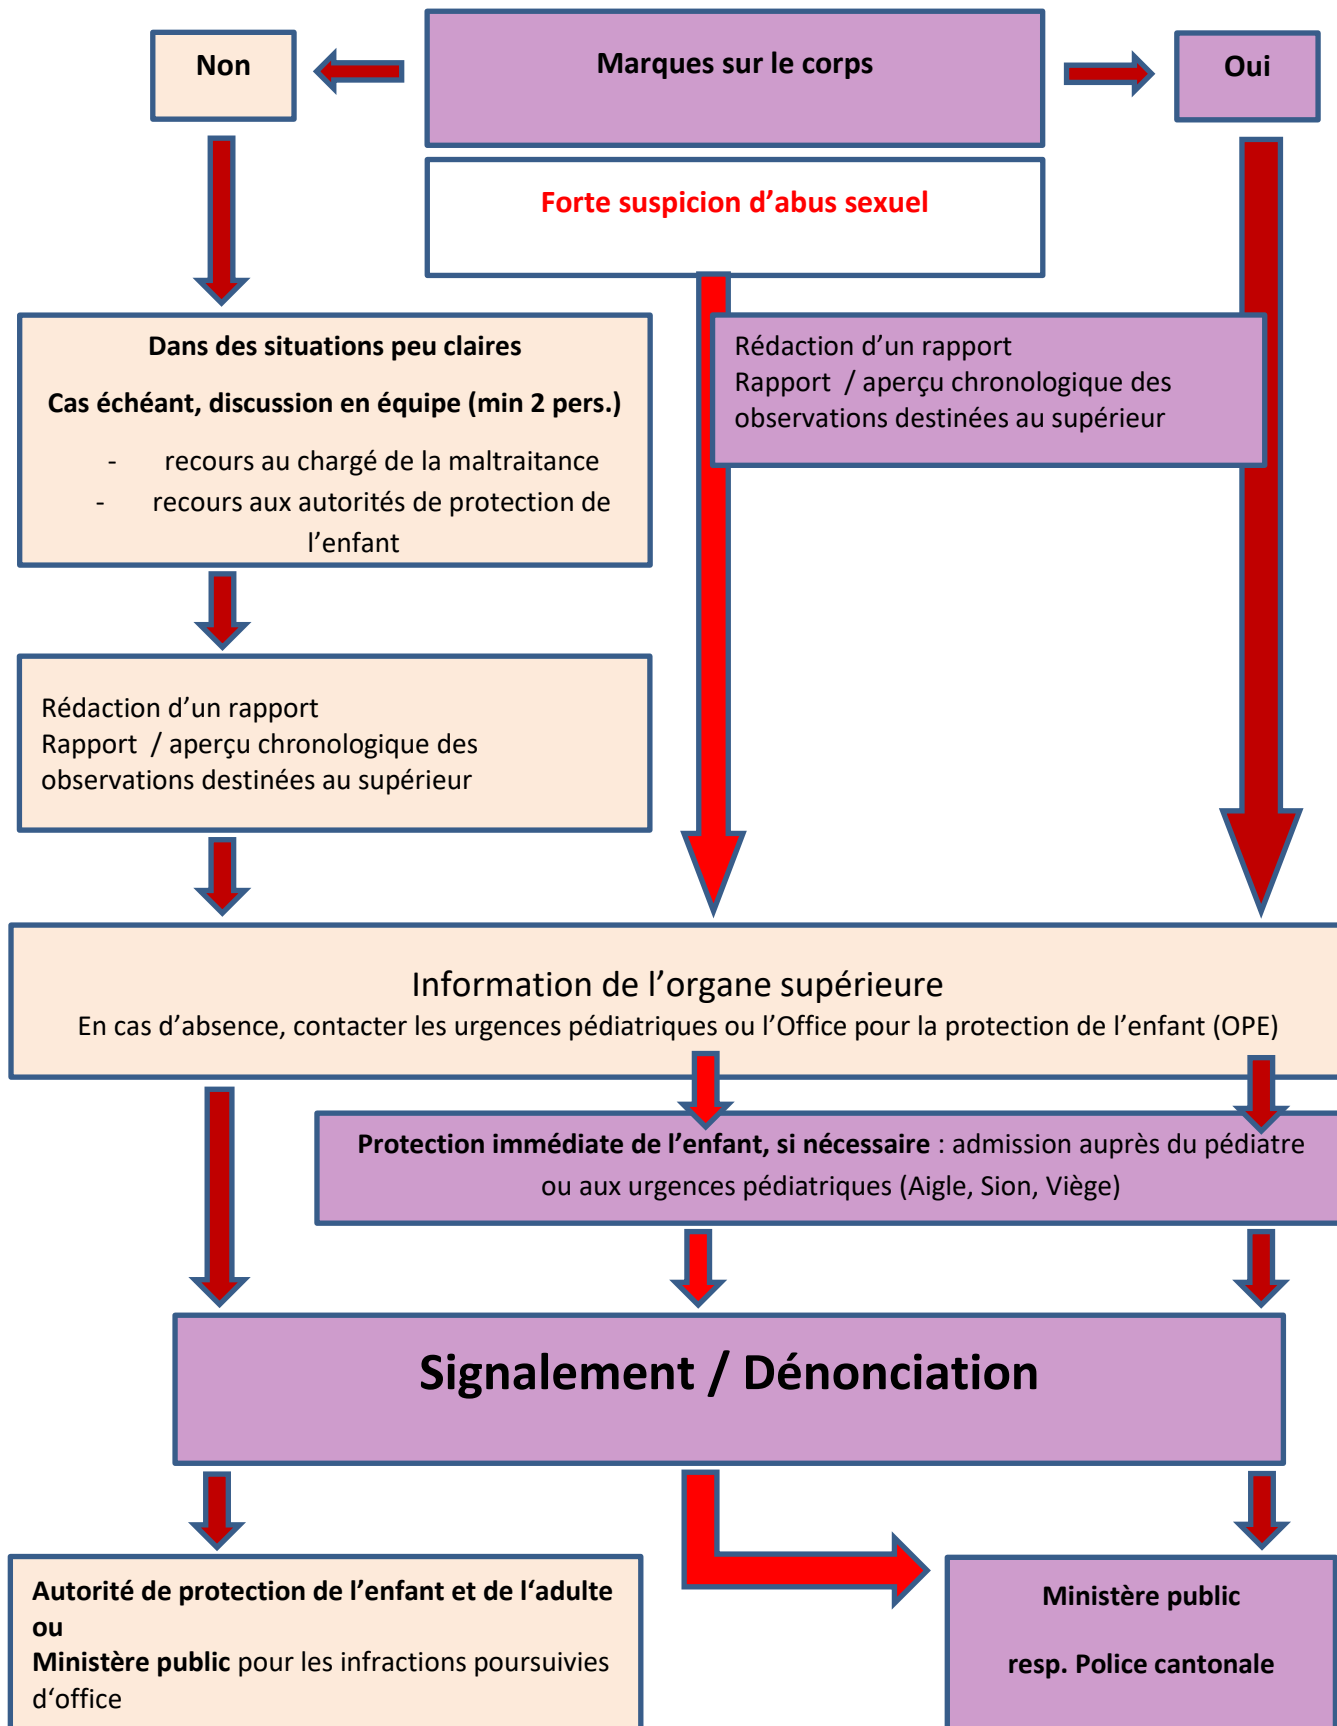 Non
Marques sur le corps
Oui
Forte suspicion d’abus sexuel
Dans des situations peu claires
Cas échéant, discussion en équipe (min 2 pers.)
- recours au chargé de la maltraitance
- recours aux autorités de protection de
l’enfant
Rédaction d’un rapport
Rapport / aperçu chronologique des
observations destinées au supérieur
Rédaction d’un rapport
Rapport / aperçu chronologique des
observations destinées au supérieur
Information de l’organe supérieure
En cas d’absence, contacter les urgences pédiatriques ou l’Office pour la protection de l’enfant (OPE)
Protection immédiate de l’enfant, si nécessaire : admission auprès du pédiatre
ou aux urgences pédiatriques (Aigle, Sion, Viège)
Signalement / Dénonciation
Autorité de protection de l’enfant et de l‘adulte
ou
Ministère public pour les infractions poursuivies
d‘office
Ministère public
resp. Police cantonale